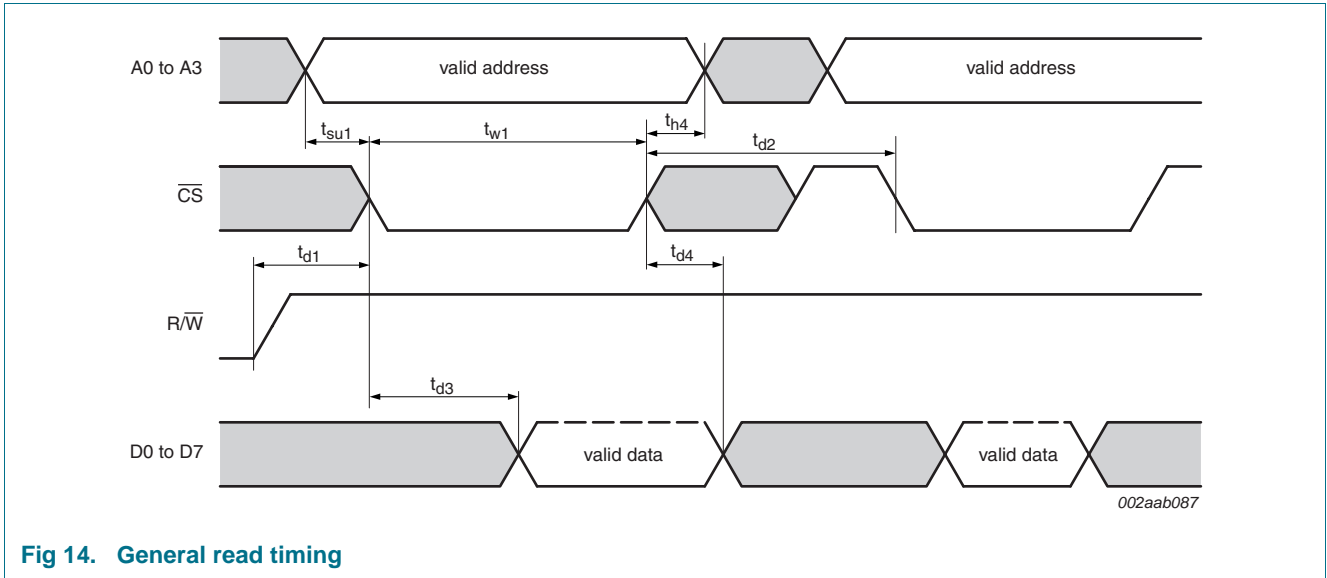 A0 to A3
valid address
valid address
tsu1
tw1
th4
td2
CS
td1
td4
R/W
td3
D0 to D7
valid data
valid data
002aab087
Fig 14. General read timing